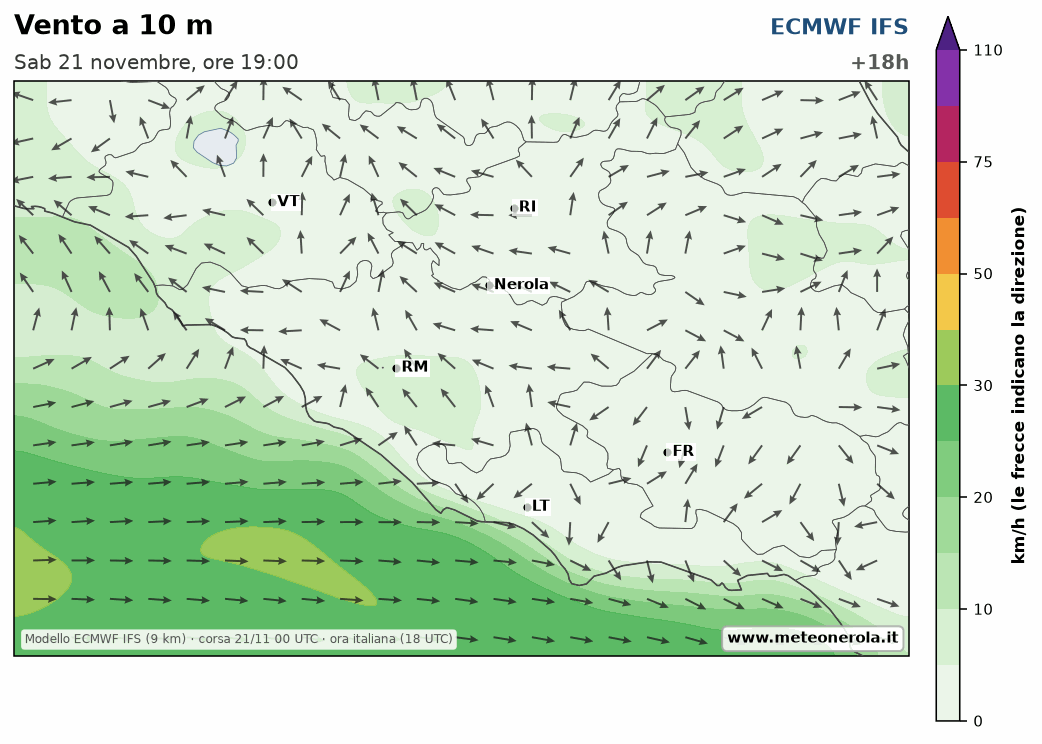 Vento a 10 m
ECMWF IFS
Sab 21 novembre, ore 19:00
+18h
VT
RI
Nerola
RM
FR
LT
Modello ECMWF IFS (9 km) · corsa 21/11 00 UTC · ora italiana (18 UTC)
www.meteonerola.it
110
75
50
30
20
10
0
km/h (le frecce indicano la direzione)